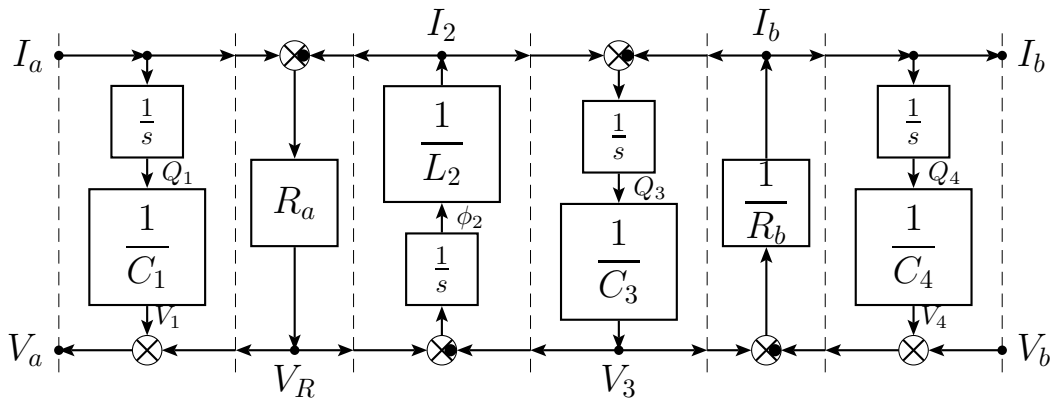 I_a I_2 I_b I_b
1/s 1/s 1/s
Q_1 1/L_2 Q_3 Q_4
1/C_1 R_a ϕ_2 1/C_3 1/R_b 1/C_4
1/s
V_1 V_4
V_a V_R V_3 V_b